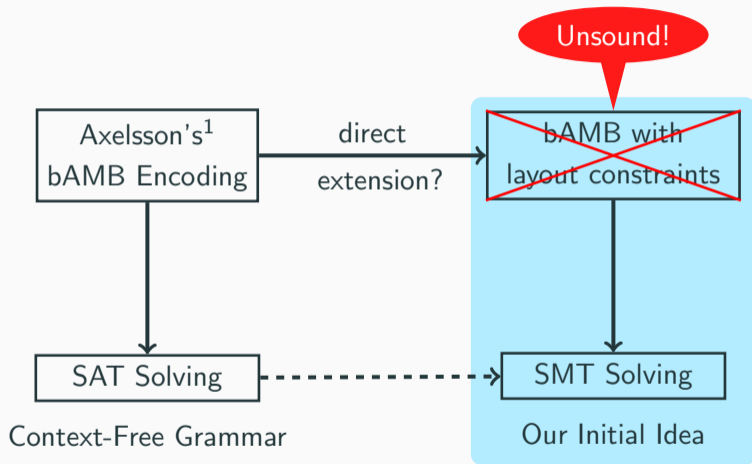 Unsound!
Axelsson's¹
bAMB Encoding
direct
extension?
bAMB with
layout constraints
SAT Solving
SMT Solving
Context-Free Grammar
Our Initial Idea